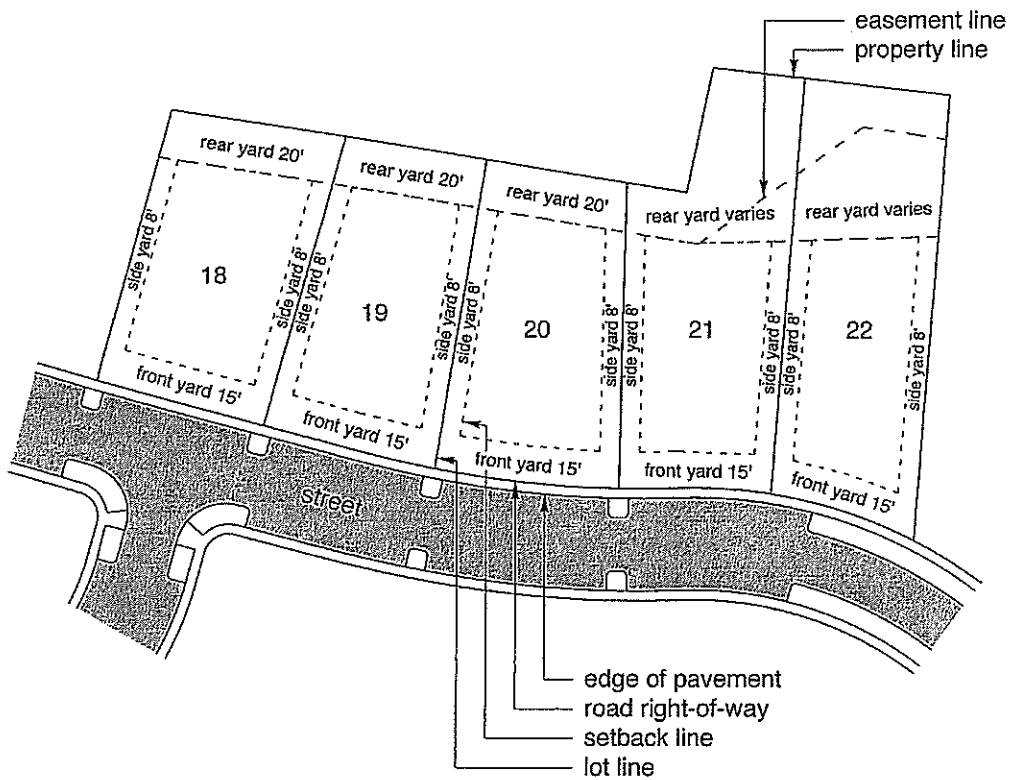 easement line
property line
rear yard 20'
rear yard 20'
rear yard 20'
rear yard varies
rear yard varies
side yard 8'
18
side yard 8'
side yard 8'
19
side yard 8'
side yard 8'
20
side yard 8'
side yard 8'
21
side yard 8'
side yard 8'
22
side yard 8'
front yard 15'
front yard 15'
front yard 15'
front yard 15'
front yard 15'
street
edge of pavement
road right-of-way
setback line
lot line